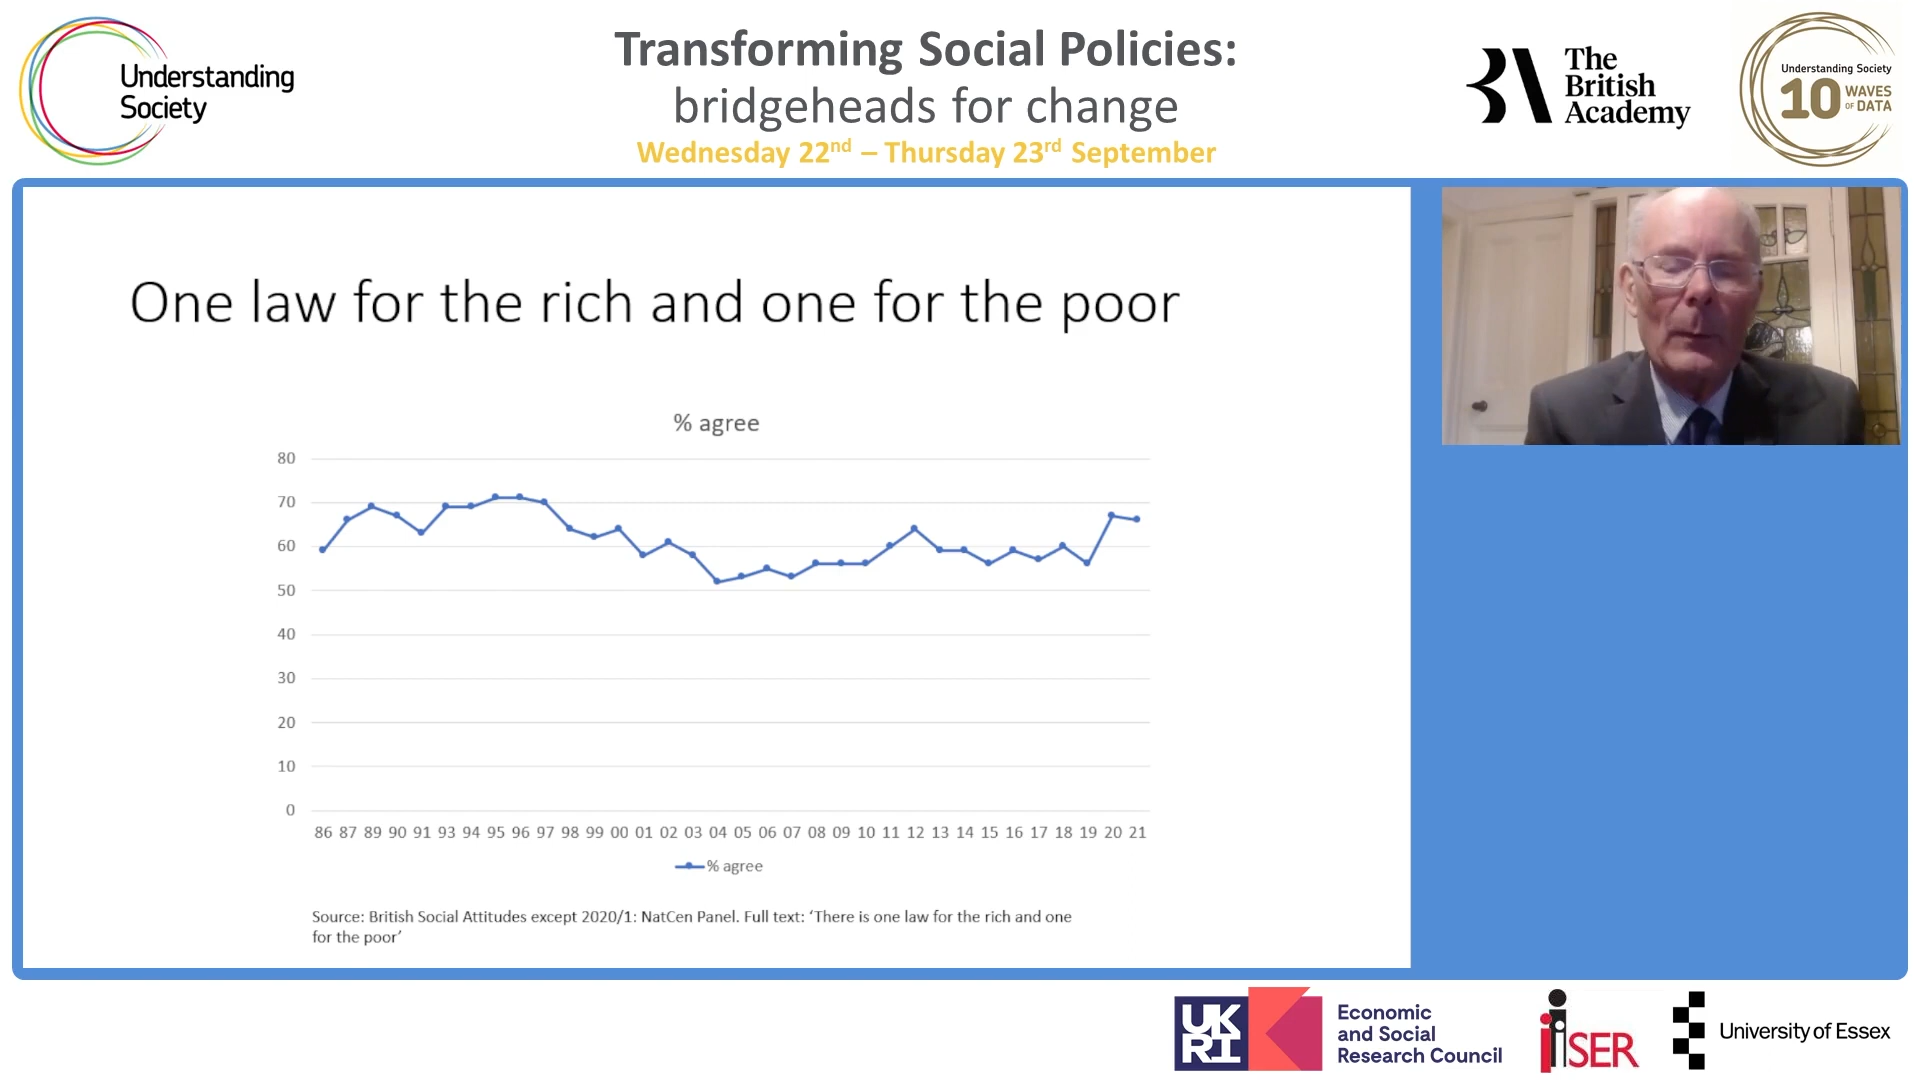 Understanding
Society
Transforming Social Policies:
bridgeheads for change
Wednesday 22nd – Thursday 23rd September
The
British
Academy
Understanding Society
10 WAVES
OF DATA
One law for the rich and one for the poor
% agree
80
70
60
50
40
30
20
10
0
86 87 89 90 91 93 94 95 96 97 98 99 00 01 02 03 04 05 06 07 08 09 10 11 12 13 14 15 16 17 18 19 20 21
% agree
Source: British Social Attitudes except 2020/1: NatCen Panel. Full text: ‘There is one law for the rich and one
for the poor’
UK
RI
Economic
and Social
Research Council
iSER
University of Essex